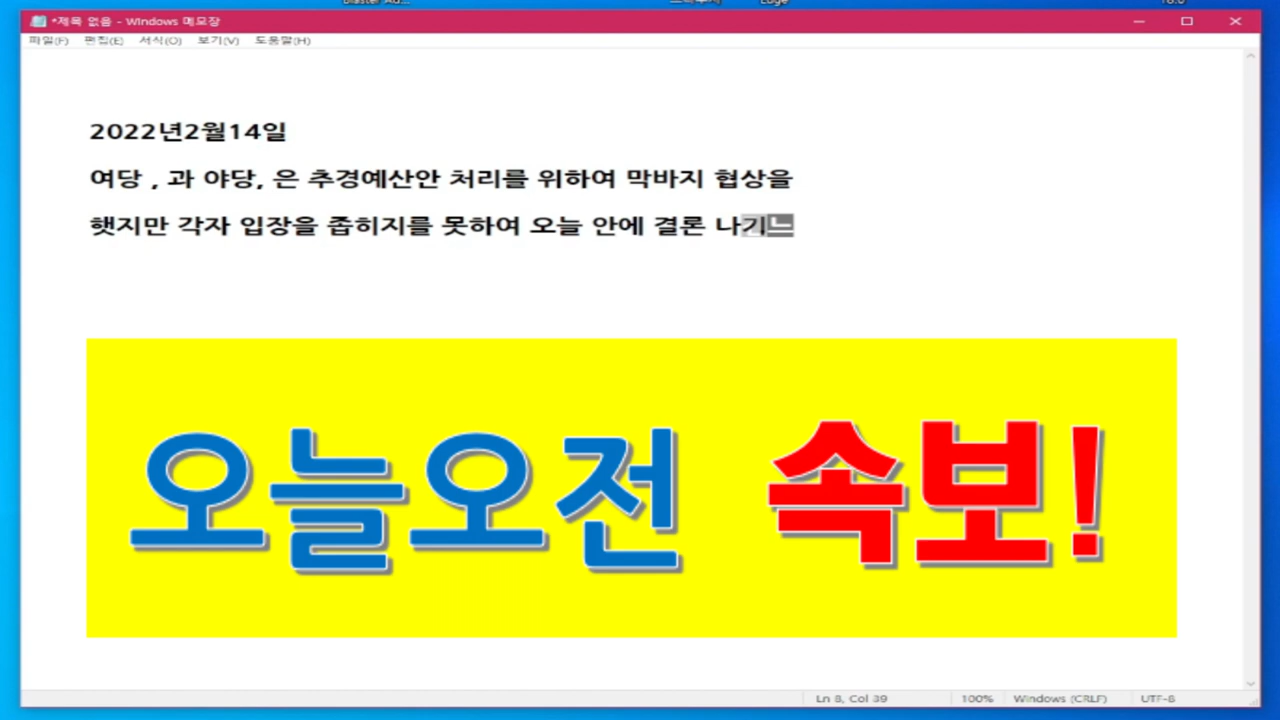 *제목 없음 - Windows 메모장
파일(F) 편집(E) 서식(O) 보기(V) 도움말(H)
2022년2월14일
여당 , 과 야당, 은 추경예산안 처리를 위하여 막바지 협상을
햇지만 각자 입장을 좁히지를 못하여 오늘 안에 결론 나기느
오늘오전 속보!
Ln 8, Col 39 100% Windows (CRLF) UTF-8